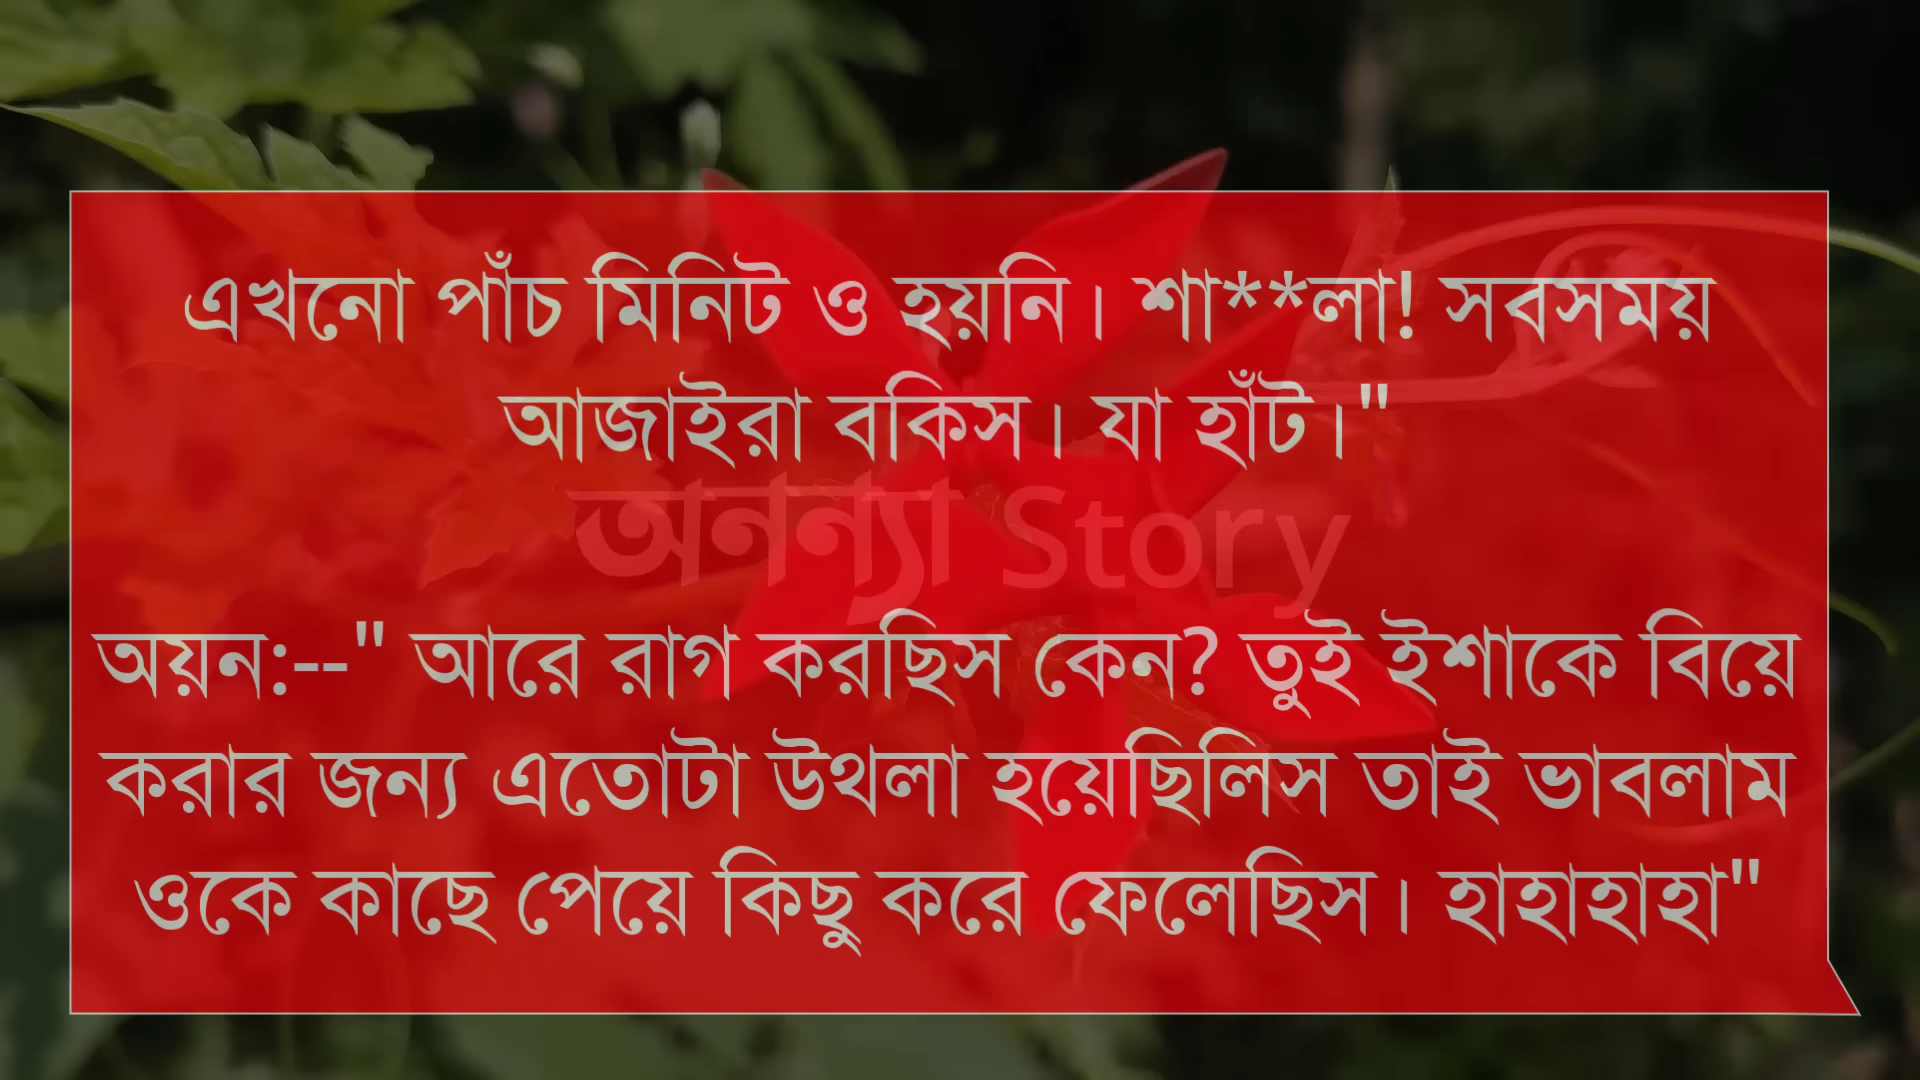 এখনো পাঁচ মিনিট ও হয়নি। শা**লা! সবসময়
আজাইরা বকিস। যা হাঁট।"
অনন্যা Story
অয়ন:--" আরে রাগ করছিস কেন? তুই ইশাকে বিয়ে
করার জন্য এতোটা উথলা হয়েছিলিস তাই ভাবলাম
ওকে কাছে পেয়ে কিছু করে ফেলেছিস। হাহাহাহা"